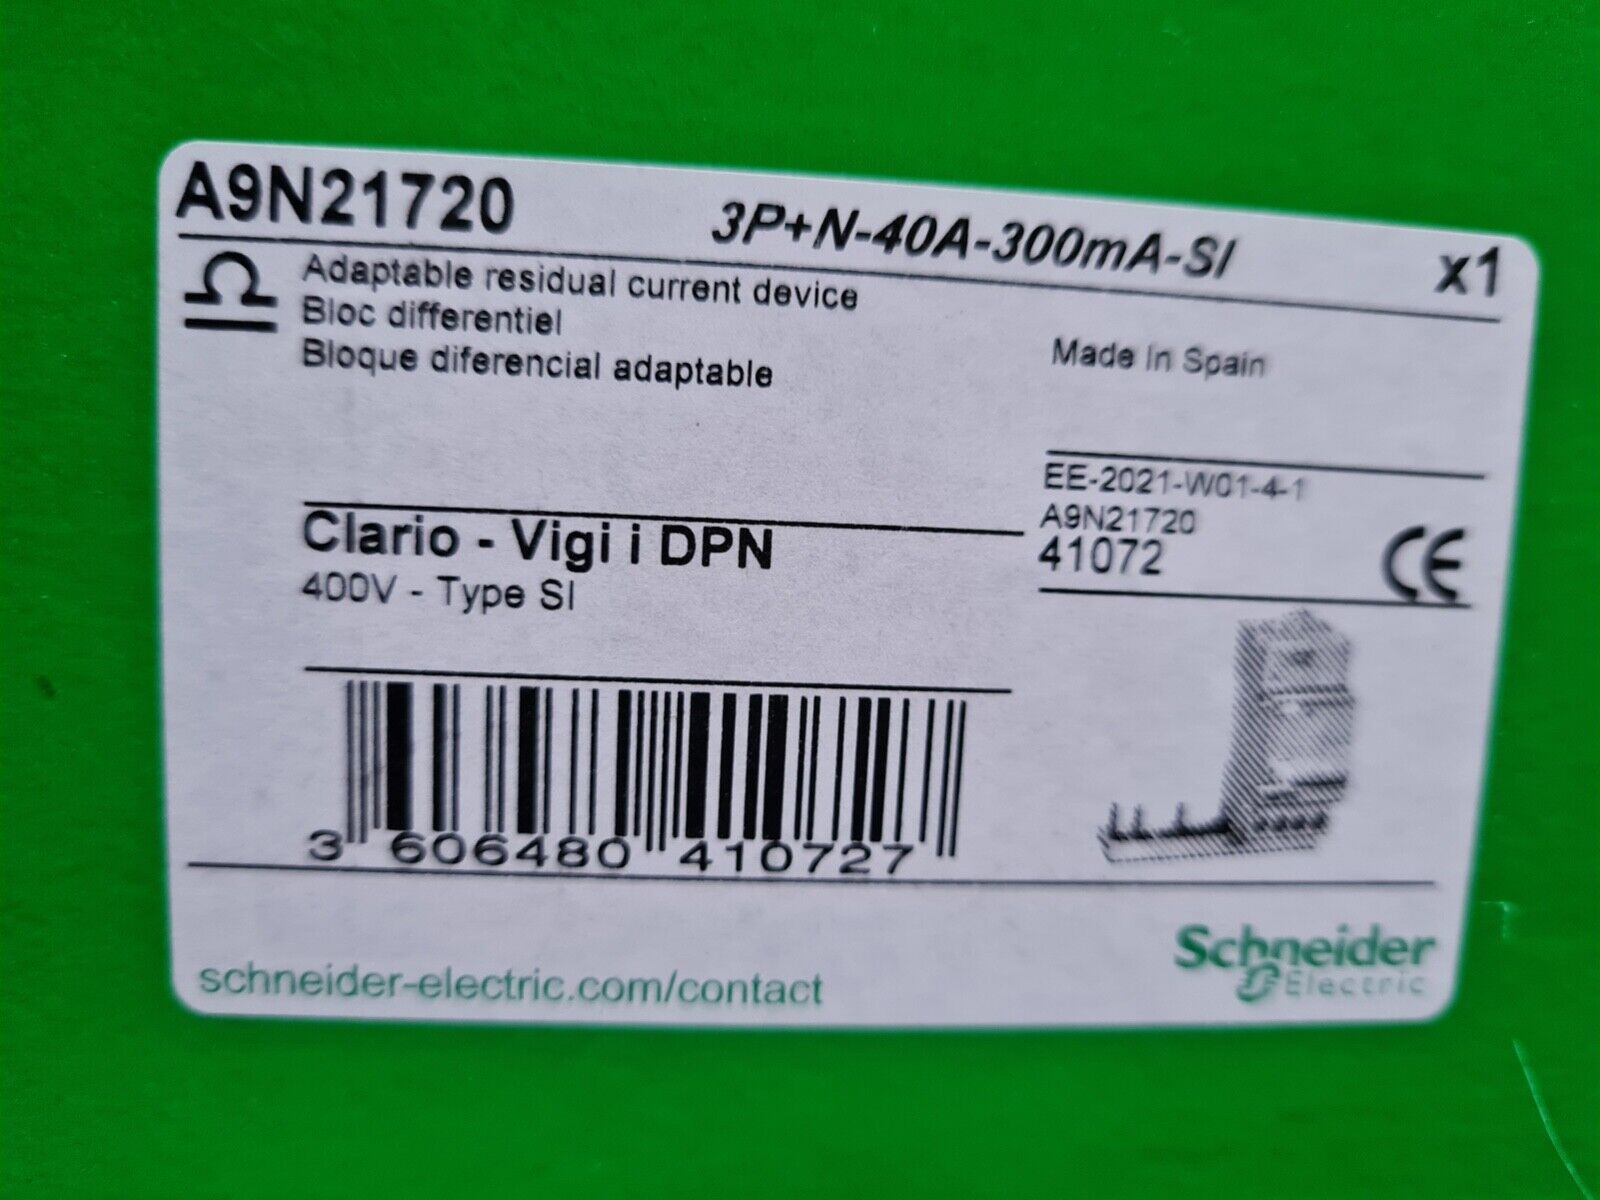 A9N21720 3P+N-40A-300mA-SI x1
Adaptable residual current device
Bloc differentiel
Bloque diferencial adaptable
Made In Spain
EE-2021-W01-4-1
A9N21720
41072
CE
Clario - Vigi i DPN
400V - Type SI
3 606480 410727
schneider-electric.com/contact
Schneider
Electric